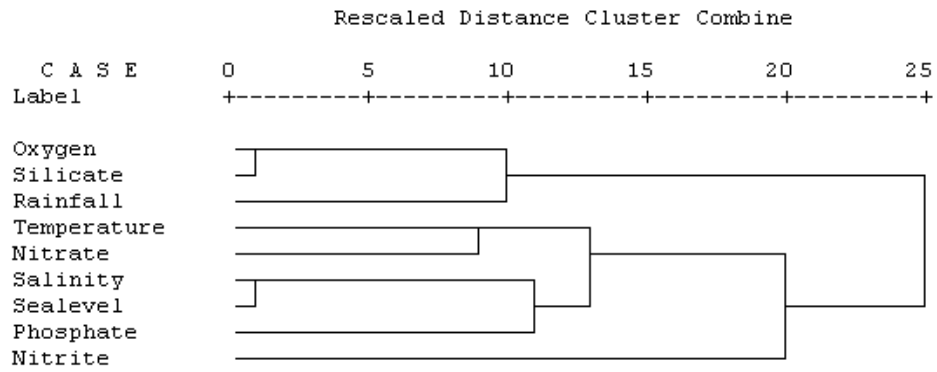 Rescaled Distance Cluster Combine
C A S E 0 5 10 15 20 25
Label +---------+---------+---------+---------+---------+
Oxygen
Silicate
Rainfall
Temperature
Nitrate
Salinity
Sealevel
Phosphate
Nitrite